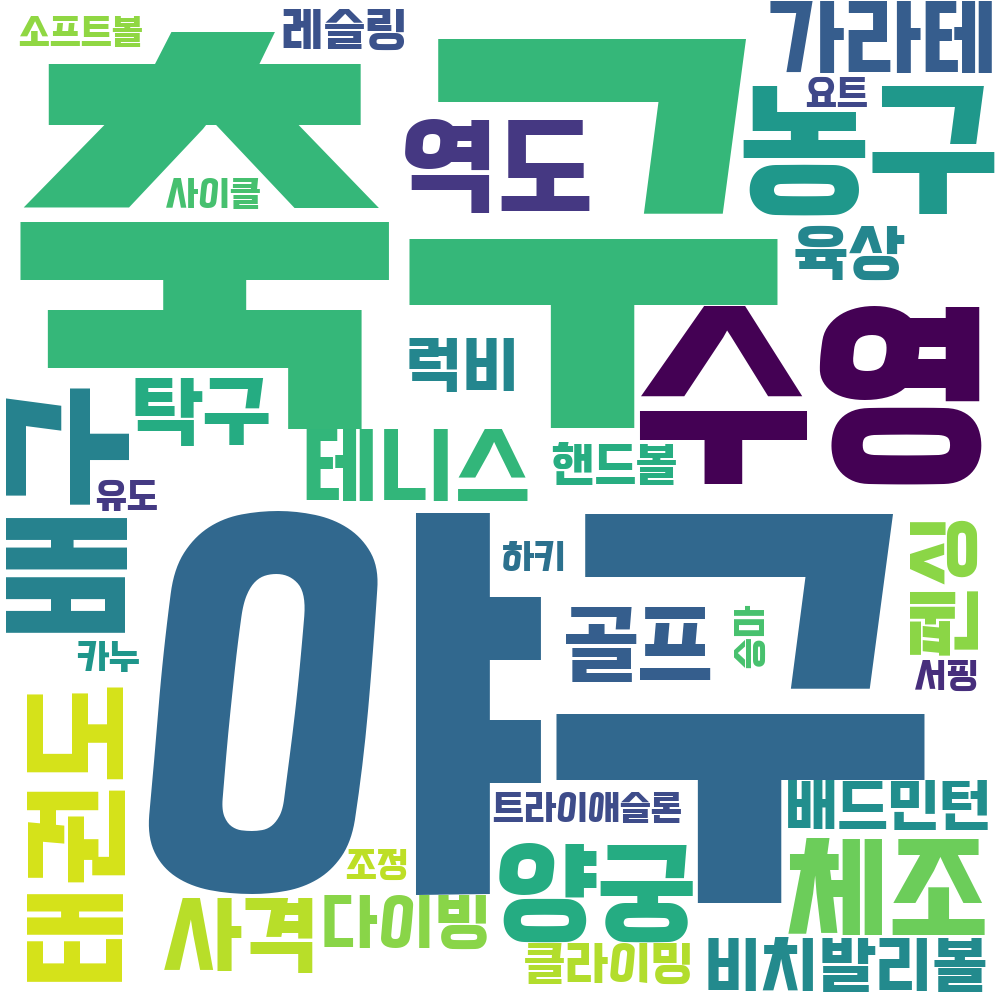 소프트볼
레슬링
가라테
축구
요트
역도
농구
사이클
육상
수영
럭비
탁구
배구
테니스
핸드볼
유도
야구
하키
복싱
골프
승마
카누
서핑
태권도
배드민턴
트라이애슬론
조정
양궁
체조
사격
다이빙
클라이밍
비치발리볼